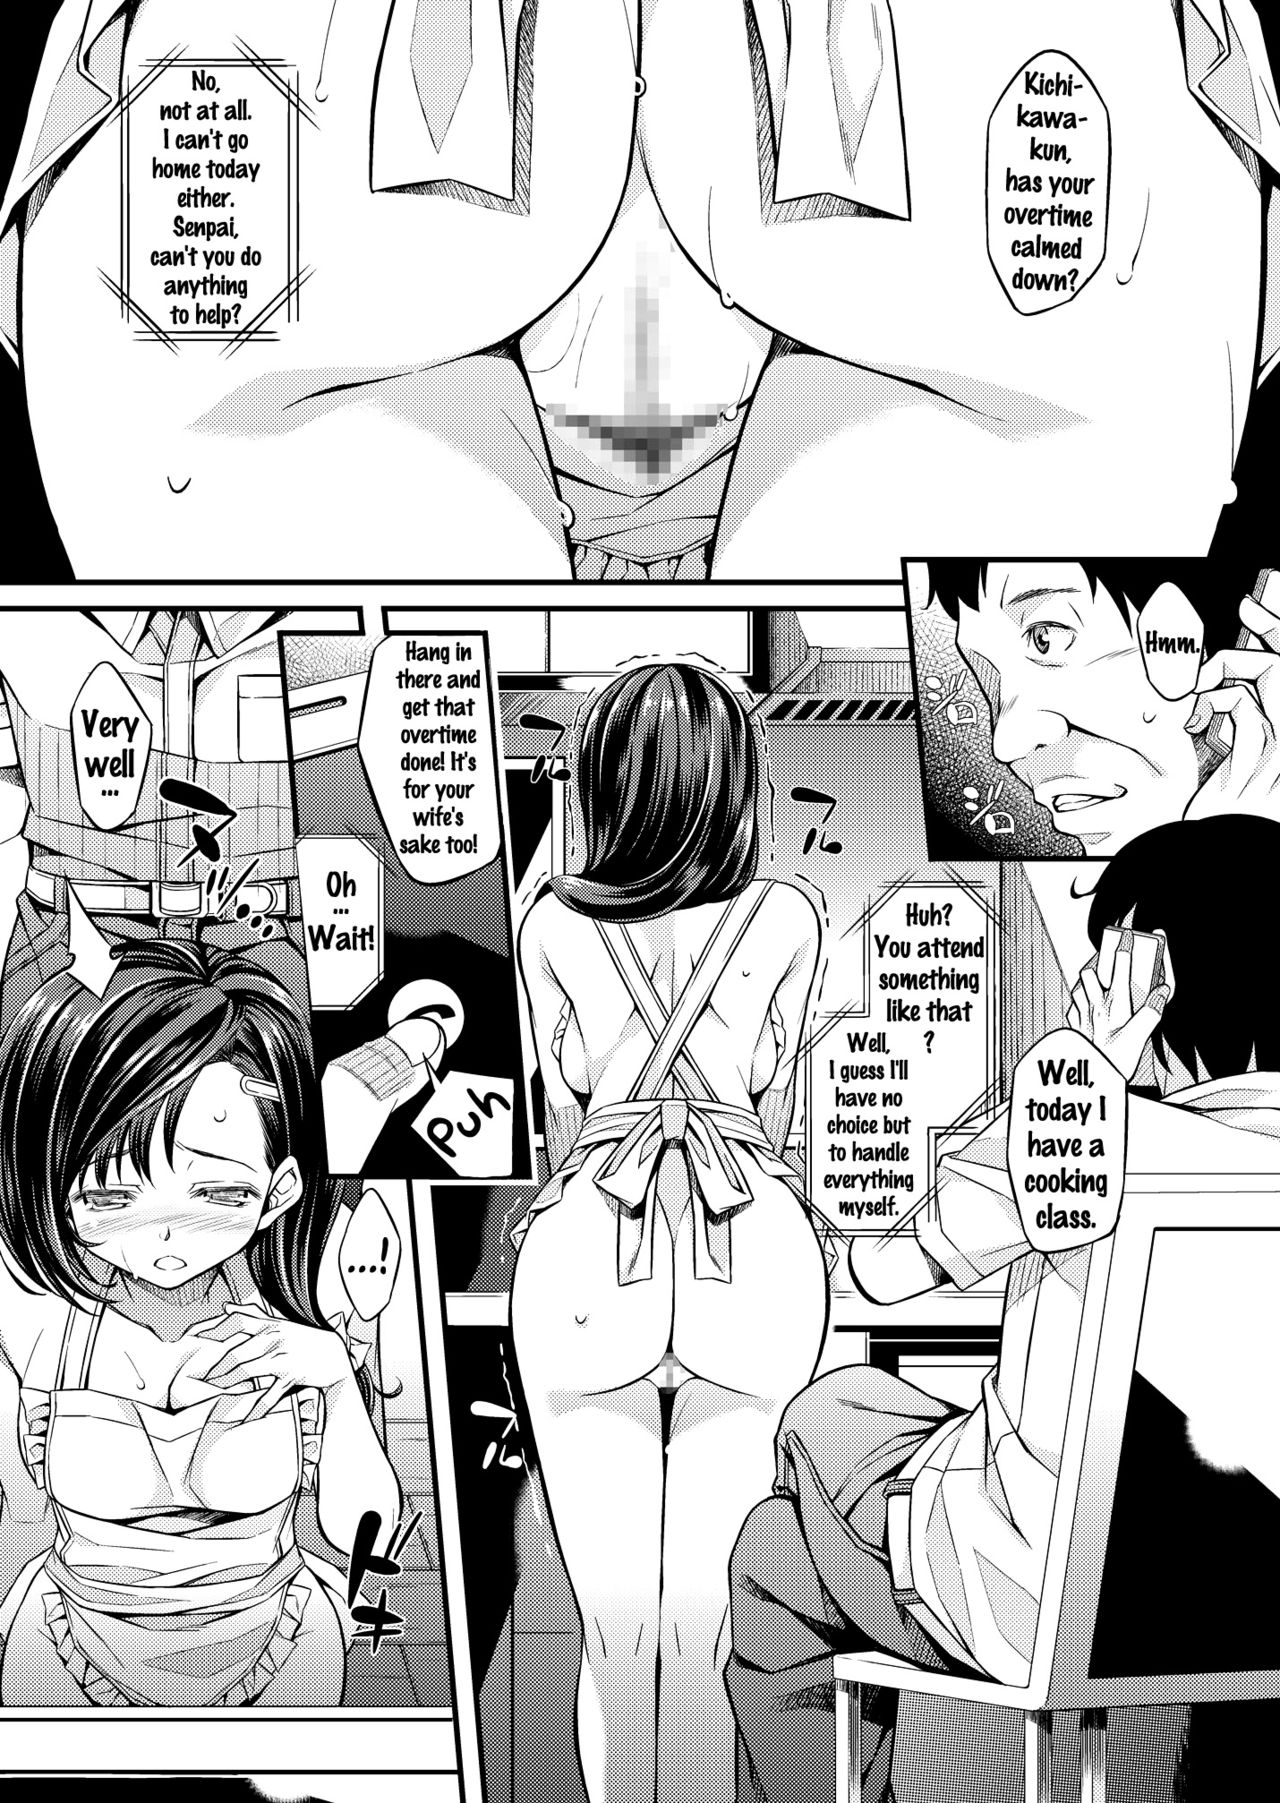 Kichi-
kawa-
kun,
has your
overtime
calmed
down?
No,
not at all.
I can't go
home today
either.
Senpai,
can't you do
anything
to help?
Hmm.
Well,
today I
have a
cooking
class.
Huh?
You attend
something
like that
?
Well,
I guess I'll
have no
choice but
to handle
everything
myself.
Hang in
there and
get that
overtime
done! It's
for your
wife's
sake too!
Oh
...
Wait!
PUH
Very
well
...
....!